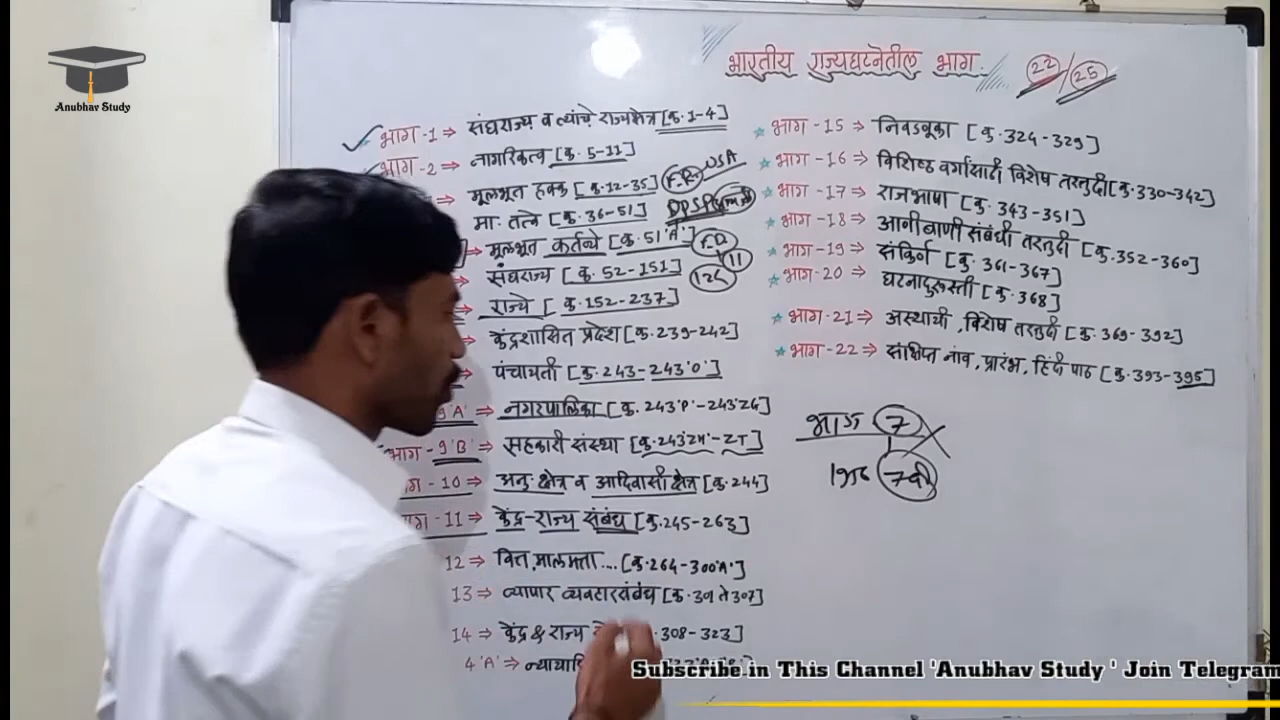 Anubhav Study
भारतीय राज्यघटनेतील भाग. 22/25
भाग-1⇒ संघराज्य व त्यांचे राज्यक्षेत्र [क.1-4]
भाग-2 नागरिकत्व [क. 5-11]
⇒ मूलभूत हक्क [क.12-35] F.R. USA
मा. तत्वे [क.36-51] DPSP
⇒ मूलभूत कर्तव्ये [क.51'A'] F.D 11
संघराज्य [क. 52-151]
⇒ राज्ये [क.152-237]
केंद्रशासित प्रदेश [क.239-242]
पंचायती [क.243-243'O']
9'A' ⇒ नगरपालिका [क. 243'P'-243'ZG]
भाग-9'B' ⇒ सहकारी संस्था [क.243'ZH'-ZT]
भाग-10 ⇒ अनु. क्षेत्र व आदिवासी क्षेत्र [क.244]
भाग-11 ⇒ केंद्र-राज्य संबंध [क.245-263]
12 ⇒ वित्त, मालमत्ता... [क.264-300'A']
13 ⇒ व्यापार व्यवहार संबंध [क.301 ते 307]
14 ⇒ केंद्र & राज्य 308-323]
4'A' ⇒
भाग-15 ⇒ निवडणूका [क. 324-329]
भाग-16 ⇒ विशिष्ठ वर्गासाठी विशेष तरतुदी [क.330-342]
भाग-17 ⇒ राजभाषा [क. 343-351]
भाग-18 ⇒ आणीबाणी संबंधी तरतुदी [क.352-360]
भाग-19 ⇒ संकिर्ण [क. 361-367]
भाग-20 ⇒ घटनादुरुस्ती [क.368]
भाग-21⇒ अस्थायी, विशेष तरतुदी [क. 369-392]
भाग-22⇒ संक्षिप्त नाव, प्रारंभ, हिंदी पाठ [क.393-395]
भाग 7
7वी
Subscribe in This Channel 'Anubhav Study ' Join Telegram